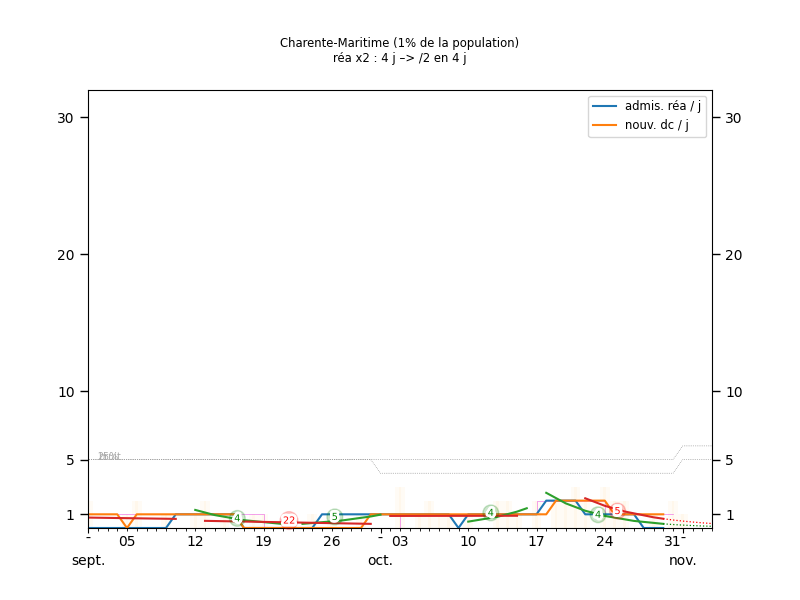 Charente-Maritime (1% de la population)
réa x2 : 4 j –> /2 en 4 j
admis. réa / j
nouv. dc / j
30 30
20 20
10 10
5 5
1 1
4 22 5 4 4 5
- 05 12 19 26 - 03 10 17 24 31 -
sept. oct. nov.